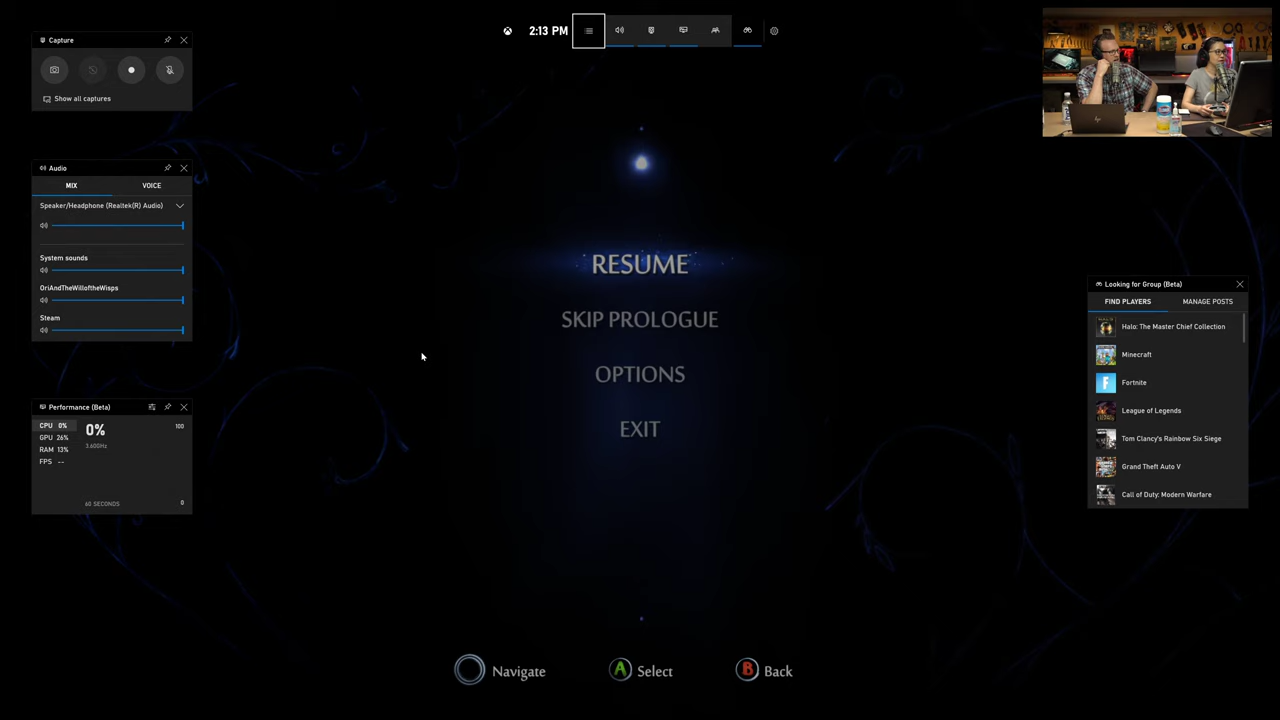 2:13 PM
Capture
Show all captures
Audio
MIX VOICE
Speaker/Headphone (Realtek(R) Audio)
System sounds
OriAndTheWilloftheWisps
Steam
Performance (Beta)
CPU 0%
GPU 26%
RAM 13%
FPS --
0%
3.60GHz
100
60 SECONDS 0
RESUME
SKIP PROLOGUE
OPTIONS
EXIT
Navigate
A Select
B Back
Looking for Group (Beta)
FIND PLAYERS MANAGE POSTS
Halo: The Master Chief Collection
Minecraft
Fortnite
League of Legends
Tom Clancy's Rainbow Six Siege
Grand Theft Auto V
Call of Duty: Modern Warfare